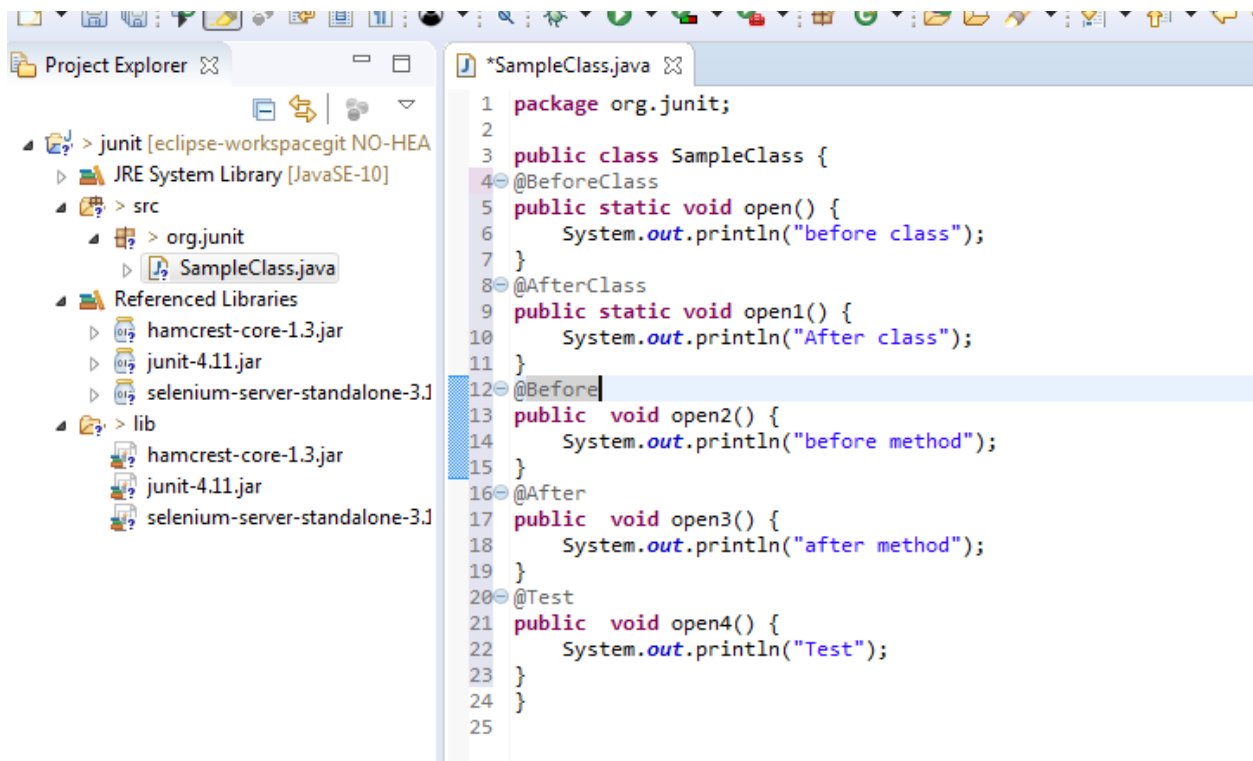 Project Explorer
> junit [eclipse-workspacegit NO-HEA
JRE System Library [JavaSE-10]
> src
> org.junit
SampleClass.java
Referenced Libraries
hamcrest-core-1.3.jar
junit-4.11.jar
selenium-server-standalone-3.1
> lib
hamcrest-core-1.3.jar
junit-4.11.jar
selenium-server-standalone-3.1
*SampleClass.java
1 package org.junit;
2
3 public class SampleClass {
4 @BeforeClass
5 public static void open() {
6 System.out.println("before class");
7 }
8 @AfterClass
9 public static void open1() {
10 System.out.println("After class");
11 }
12 @Before
13 public  void open2() {
14 System.out.println("before method");
15 }
16 @After
17 public  void open3() {
18 System.out.println("after method");
19 }
20 @Test
21 public  void open4() {
22 System.out.println("Test");
23 }
24 }
25